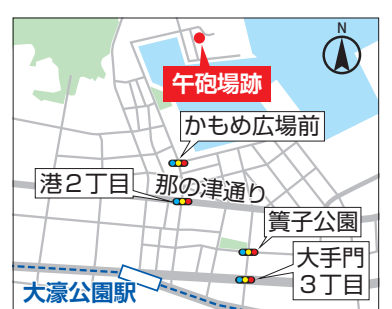 N
午砲場跡
かもめ広場前
港2丁目
那の津通り
簀子公園
大手門
3丁目
大濠公園駅